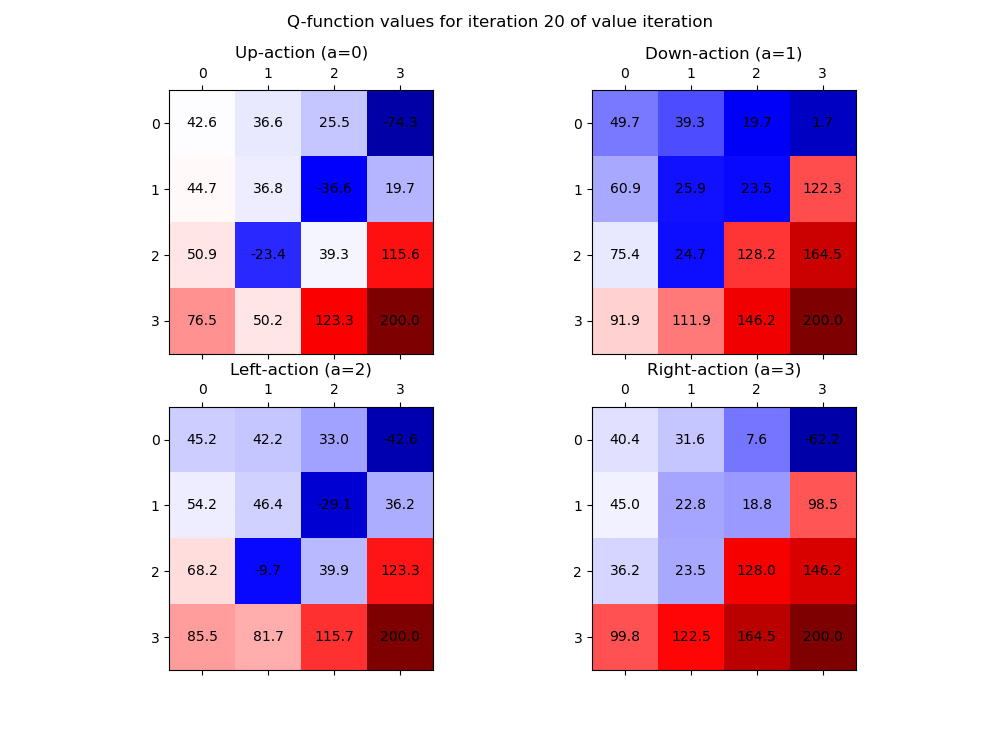 Q-function values for iteration 20 of value iteration
Up-action (a=0)
0 1 2 3
0 42.6 36.6 25.5 -74.3
1 44.7 36.8 -36.6 19.7
2 50.9 -23.4 39.3 115.6
3 76.5 50.2 123.3 200.0
Down-action (a=1)
0 1 2 3
0 49.7 39.3 19.7 1.7
1 60.9 25.9 23.5 122.3
2 75.4 24.7 128.2 164.5
3 91.9 111.9 146.2 200.0
Left-action (a=2)
0 1 2 3
0 45.2 42.2 33.0 -42.6
1 54.2 46.4 -29.1 36.2
2 68.2 -9.7 39.9 123.3
3 85.5 81.7 115.7 200.0
Right-action (a=3)
0 1 2 3
0 40.4 31.6 7.6 -62.2
1 45.0 22.8 18.8 98.5
2 36.2 23.5 128.0 146.2
3 99.8 122.5 164.5 200.0